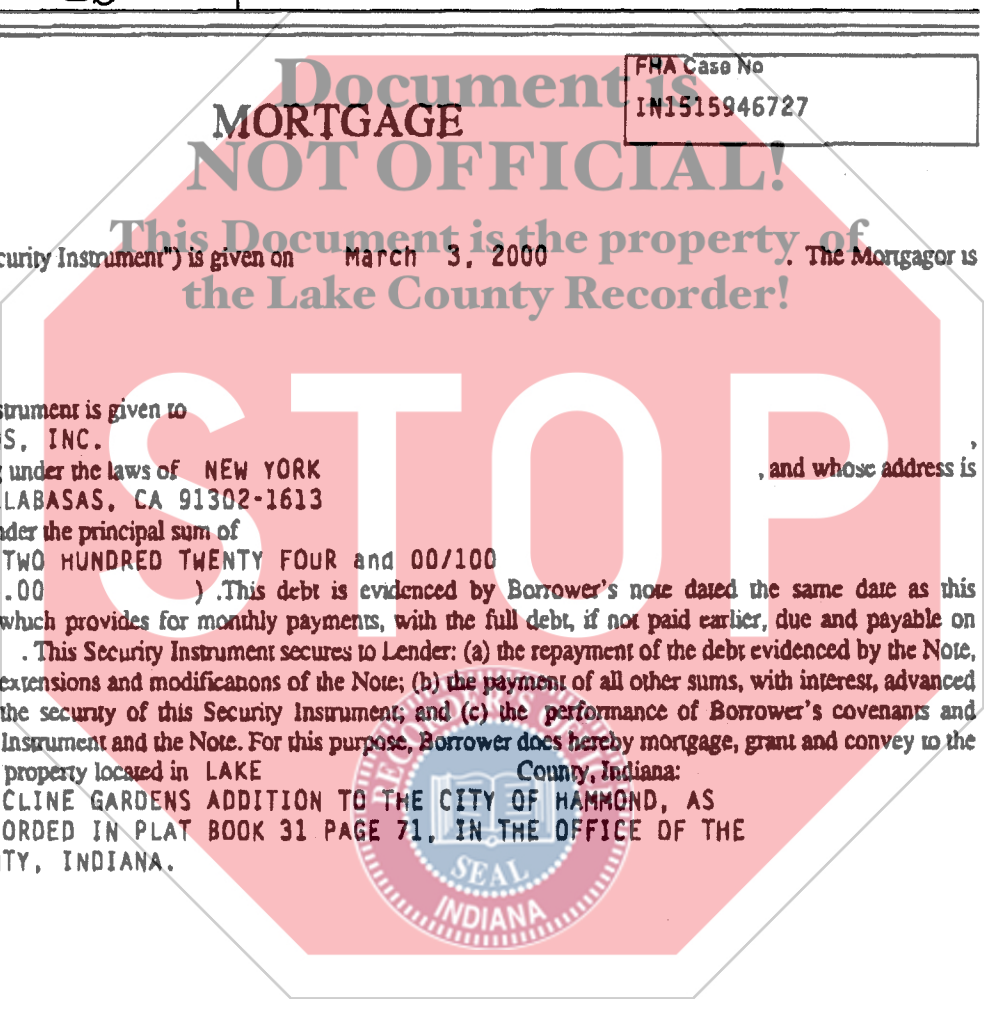 FHA Case No
Document is
IN1515946727
MORTGAGE
NOT OFFICIAL!
This Document is the property of
curity Instrument") is given on March 3, 2000 . The Mortgagor is
the Lake County Recorder!
STOP
strument is given to
S, INC. ,
under the laws of NEW YORK , and whose address is
LABASAS, CA 91302-1613
nder the principal sum of
TWO HUNDRED TWENTY FOUR and 00/100
.00 ) .This debt is evidenced by Borrower's note dated the same date as this
which provides for monthly payments, with the full debt, if not paid earlier, due and payable on
. This Security Instrument secures to Lender: (a) the repayment of the debt evidenced by the Note,
extensions and modifications of the Note; (b) the payment of all other sums, with interest, advanced
the security of this Security Instrument; and (c) the performance of Borrower's covenants and
Instrument and the Note. For this purpose, Borrower does hereby mortgage, grant and convey to the
property located in LAKE County, Indiana:
CLINE GARDENS ADDITION TO THE CITY OF HAMMOND, AS
ORDED IN PLAT BOOK 31 PAGE 71, IN THE OFFICE OF THE
TY, INDIANA.
SEAL
INDIANA